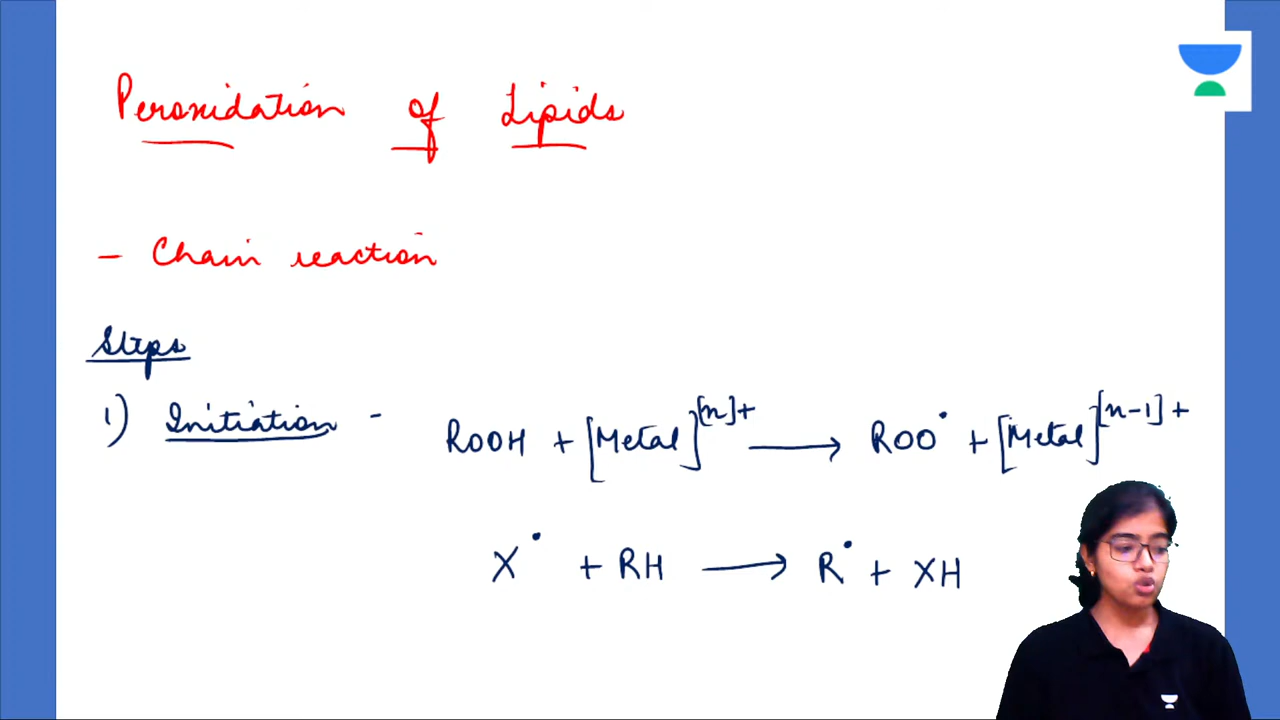 Peroxidation of Lipids
- Chain reaction
Steps
1) Initiation - ROOH + [Metal]^[n]+ ⟶ ROO• + [Metal]^[n-1]+
X• + RH ⟶ R• + XH